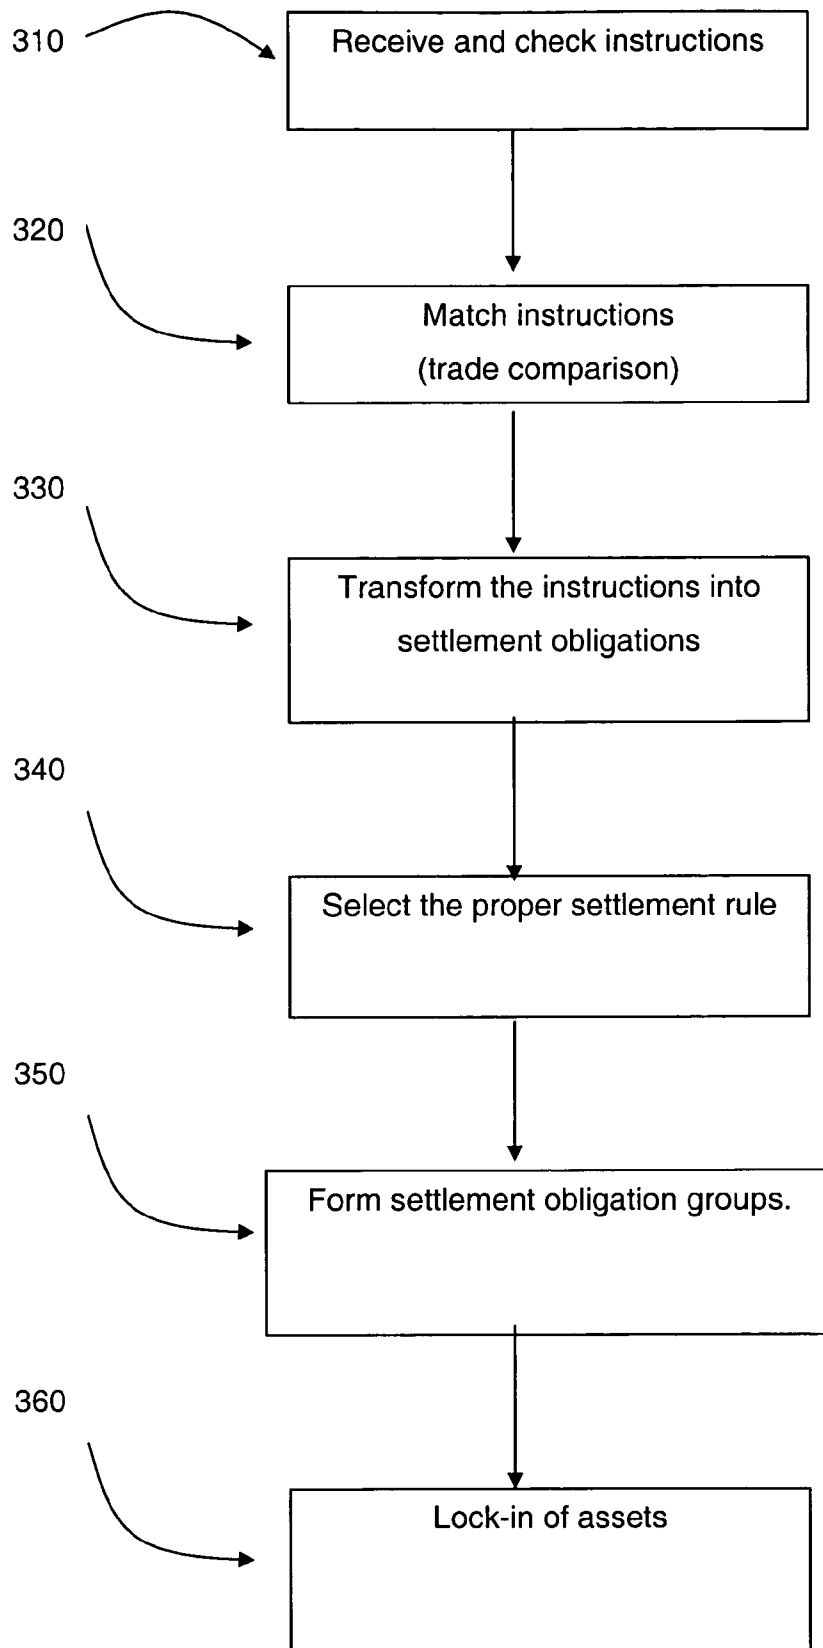 310
Receive and check instructions
320
Match instructions
(trade comparison)
330
Transform the instructions into
settlement obligations
340
Select the proper settlement rule
350
Form settlement obligation groups.
360
Lock-in of assets